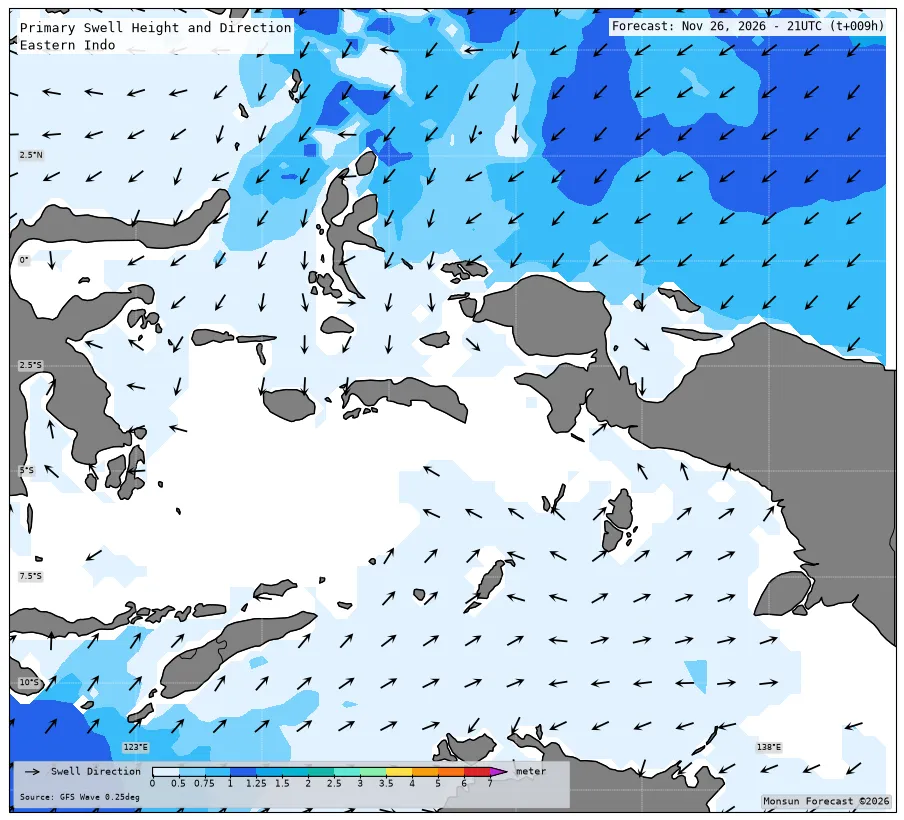 Primary Swell Height and Direction
Eastern Indo
Forecast: Nov 26, 2026 - 21UTC (t+009h)
2.5°N
0°
2.5°S
5°S
7.5°S
10°S
123°E
138°E
Swell Direction
meter
0 0.5 0.75 1 1.25 1.5 2 2.5 3 3.5 4 5 6 7
Source: GFS Wave 0.25deg
Monsun Forecast ©2026